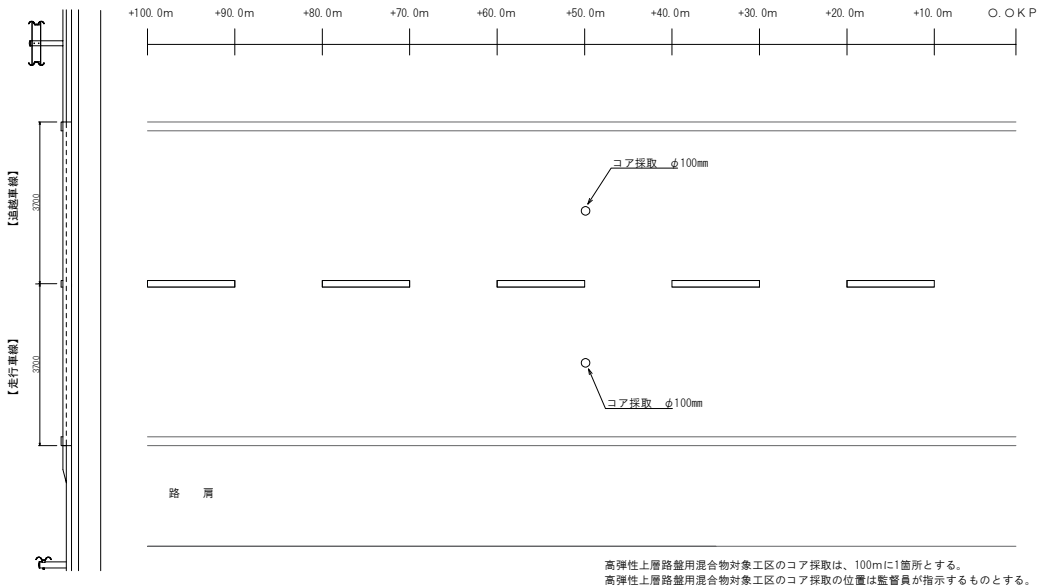 +100.0m +90.0m +80.0m +70.0m +60.0m +50.0m +40.0m +30.0m +20.0m +10.0m ○.○KP
コア採取 φ100mm
【追越車線】
3700
【走行車線】
3700
コア採取 φ100mm
路 肩
高弾性上層路盤用混合物対象工区のコア採取は、100mに1箇所とする。
高弾性上層路盤用混合物対象工区のコア採取の位置は監督員が指示するものとする。